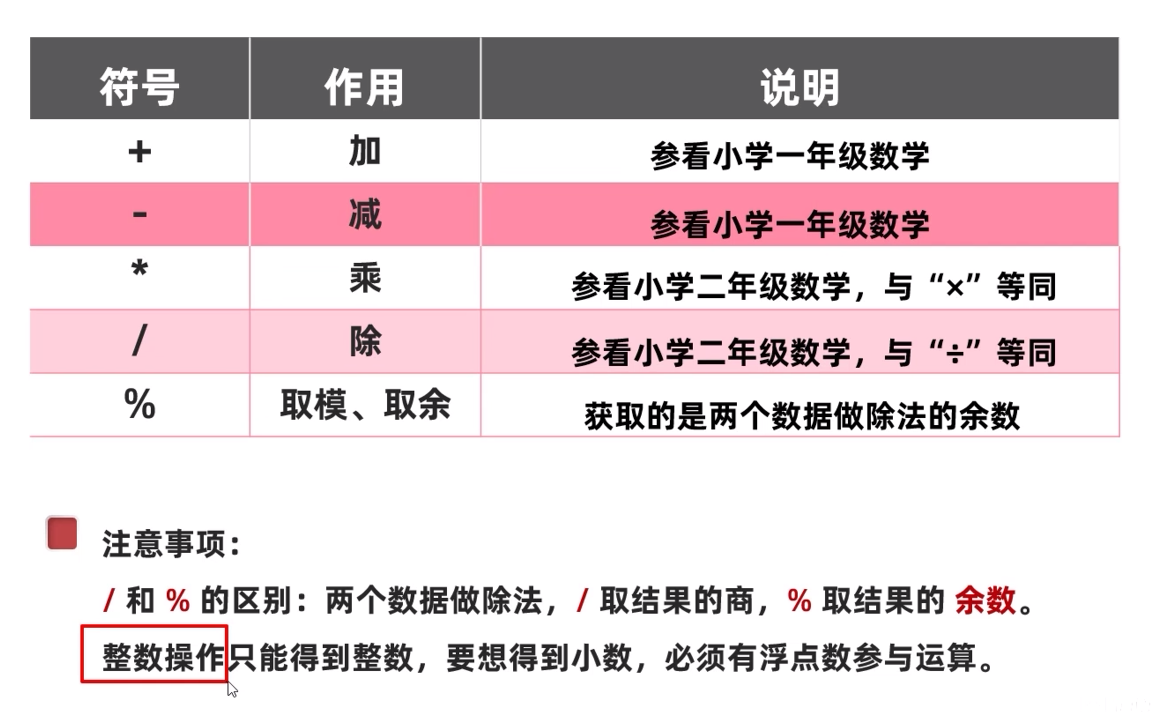 符号 作用 说明
+ 加 参看小学一年级数学
- 减 参看小学一年级数学
* 乘 参看小学二年级数学，与“×”等同
/ 除 参看小学二年级数学，与“÷”等同
% 取模、取余 获取的是两个数据做除法的余数
注意事项：
/ 和 % 的区别：两个数据做除法，/ 取结果的商，% 取结果的 余数。
整数操作只能得到整数，要想得到小数，必须有浮点数参与运算。